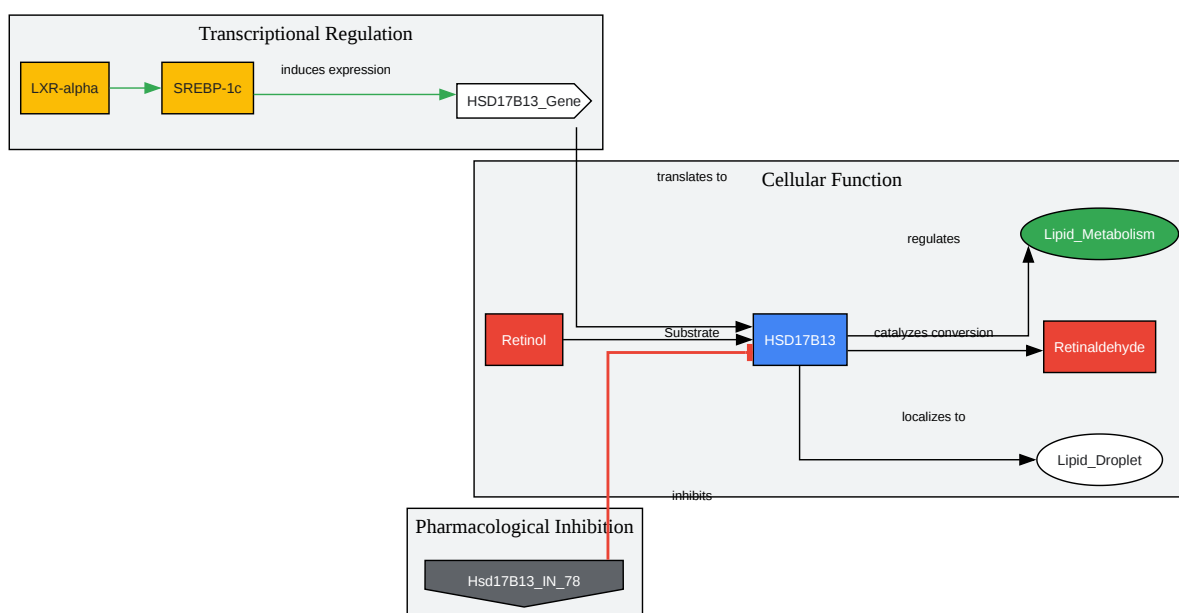 Transcriptional Regulation
LXR-alpha
SREBP-1c
induces expression
HSD17B13_Gene
translates to
Cellular Function
regulates
Lipid_Metabolism
Retinol
Substrate
HSD17B13
catalyzes conversion
Retinaldehyde
localizes to
Lipid_Droplet
inhibits
Pharmacological Inhibition
Hsd17B13_IN_78